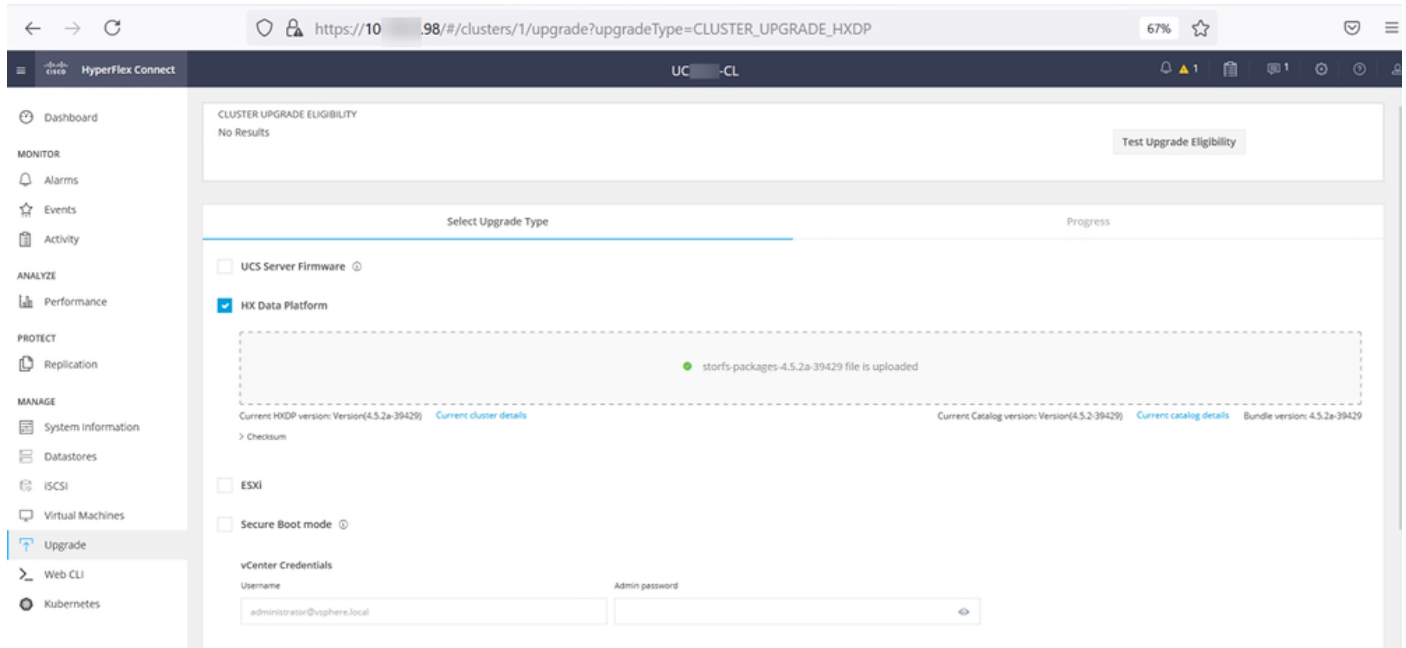 https://10 .98/#/clusters/1/upgrade?upgradeType=CLUSTER_UPGRADE_HXDP 67%
cisco HyperFlex Connect UC -CL 1 1
Dashboard
MONITOR
Alarms
Events
Activity
ANALYZE
Performance
PROTECT
Replication
MANAGE
System Information
Datastores
iSCSI
Virtual Machines
Upgrade
Web CLI
Kubernetes
CLUSTER UPGRADE ELIGIBILITY
No Results
Test Upgrade Eligibility
Select Upgrade Type Progress
UCS Server Firmware
HX Data Platform
storfs-packages-4.5.2a-39429 file is uploaded
Current HXDP version: Version(4.5.2a-39429) Current cluster details Current Catalog version: Version(4.5.2-39429) Current catalog details Bundle version: 4.5.2a-39429
> Checksum
ESXi
Secure Boot mode
vCenter Credentials
Username Admin password
administrator@vsphere.local